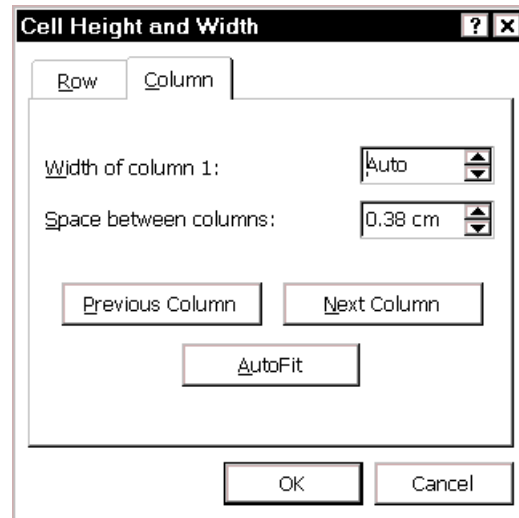 Cell Height and Width ? X
Row Column
Width of column 1: Auto
Space between columns: 0.38 cm
Previous Column Next Column
AutoFit
OK Cancel